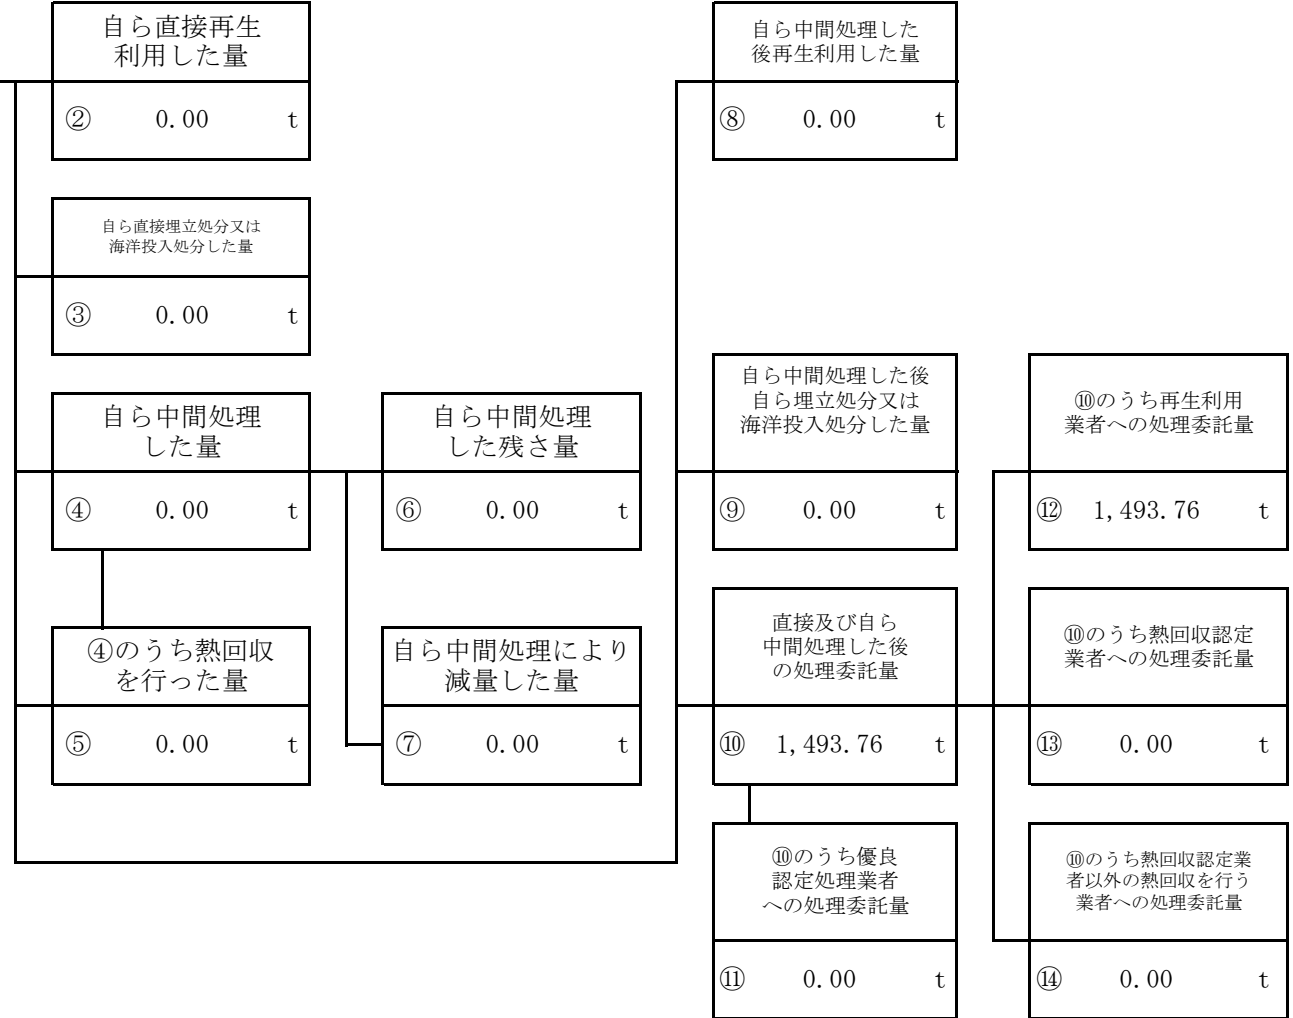 自ら直接再生
利用した量
② 0.00 t
自ら直接埋立処分又は
海洋投入処分した量
③ 0.00 t
自ら中間処理
した量
④ 0.00 t
④のうち熱回収
を行った量
⑤ 0.00 t
自ら中間処理
した残さ量
⑥ 0.00 t
自ら中間処理により
減量した量
⑦ 0.00 t
自ら中間処理した
後再生利用した量
⑧ 0.00 t
自ら中間処理した後
自ら埋立処分又は
海洋投入処分した量
⑨ 0.00 t
直接及び自ら
中間処理した後
の処理委託量
⑩ 1,493.76 t
⑩のうち優良
認定処理業者
への処理委託量
⑪ 0.00 t
⑩のうち再生利用
業者への処理委託量
⑫ 1,493.76 t
⑩のうち熱回収認定
業者への処理委託量
⑬ 0.00 t
⑩のうち熱回収認定業
者以外の熱回収を行う
業者への処理委託量
⑭ 0.00 t